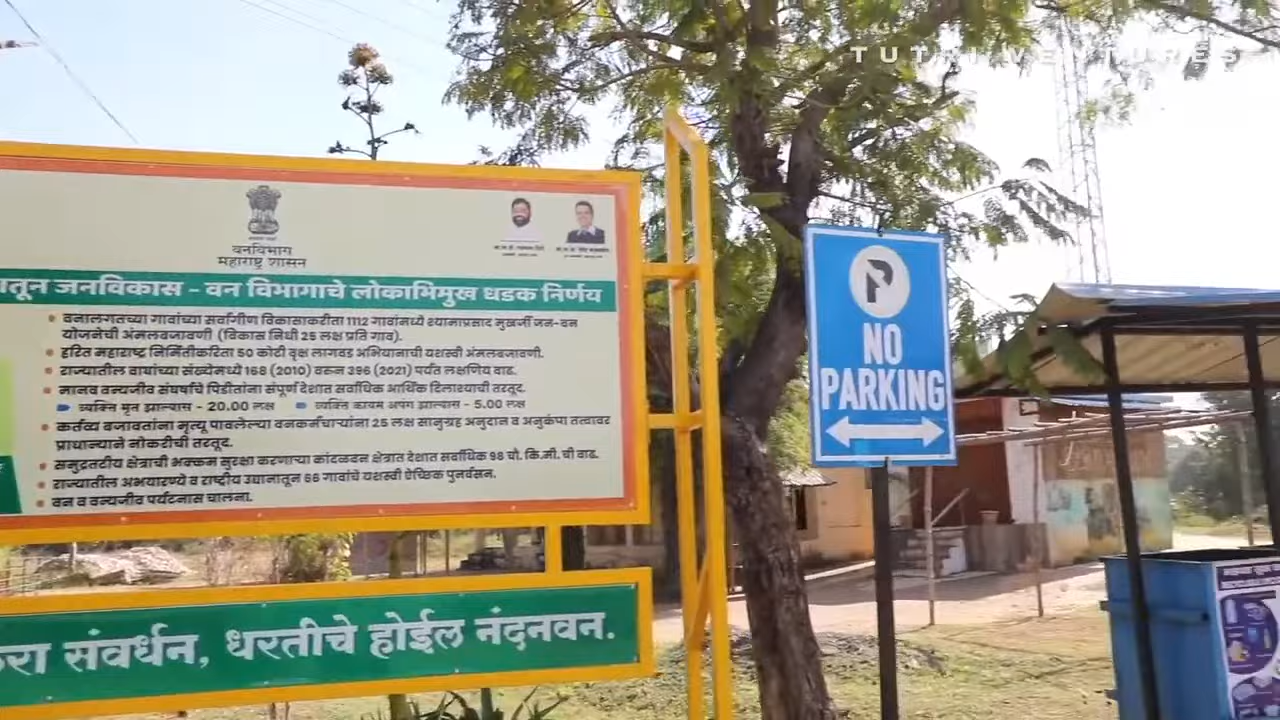 TUTRI VENTURES
वनविभाग
महाराष्ट्र शासन
तून जनविकास - वन विभागाचे लोकाभिमुख धडक निर्णय
वनालगतच्या गावांच्या सर्वांगीण विकासाकरीता 1112 गावांमध्ये श्यामाप्रसाद मुखर्जी जन-वन
योजनेची अंमलबजावणी (विकास निधी 25 लक्ष प्रति गाव).
हरित महाराष्ट्र निर्मितीकरिता 50 कोटी वृक्ष लागवड अभियानाची यशस्वी अंमलबजावणी.
राज्यातील वाघांच्या संख्येमध्ये 168 (2010) वरून 396 (2021) पर्यंत लक्षणिय वाढ.
मानव वन्यजीव संघर्षाचे पिडीतांना संपूर्ण देशात सर्वाधिक आर्थिक दिलाश्याची तरतूद.
व्यक्ति मृत झाल्यास - 20.00 लक्ष व्यक्ति कायम अपंग झाल्यास - 5.00 लक्ष
कर्तव्य बजावतांना मृत्यू पावलेल्या वनकर्मचाऱ्यांना 25 लक्ष सानुग्रह अनुदान व अनुकंपा तत्वावर
प्राधान्याने नोकरीची तरतूद.
समुद्रतटीय क्षेत्राची भक्कम सुरक्षा करणाऱ्या कांदळवन क्षेत्रात देशात सर्वाधिक 98 चौ. कि.मी. ची वाढ.
राज्यातील अभयारण्ये व राष्ट्रीय उद्यानातून 66 गावांचे यशस्वी ऐच्छिक पुनर्वसन.
वन व वन्यजीव पर्यटनास चालना.
रा संवर्धन, धरतीचे होईल नंदनवन.
P
NO
PARKING